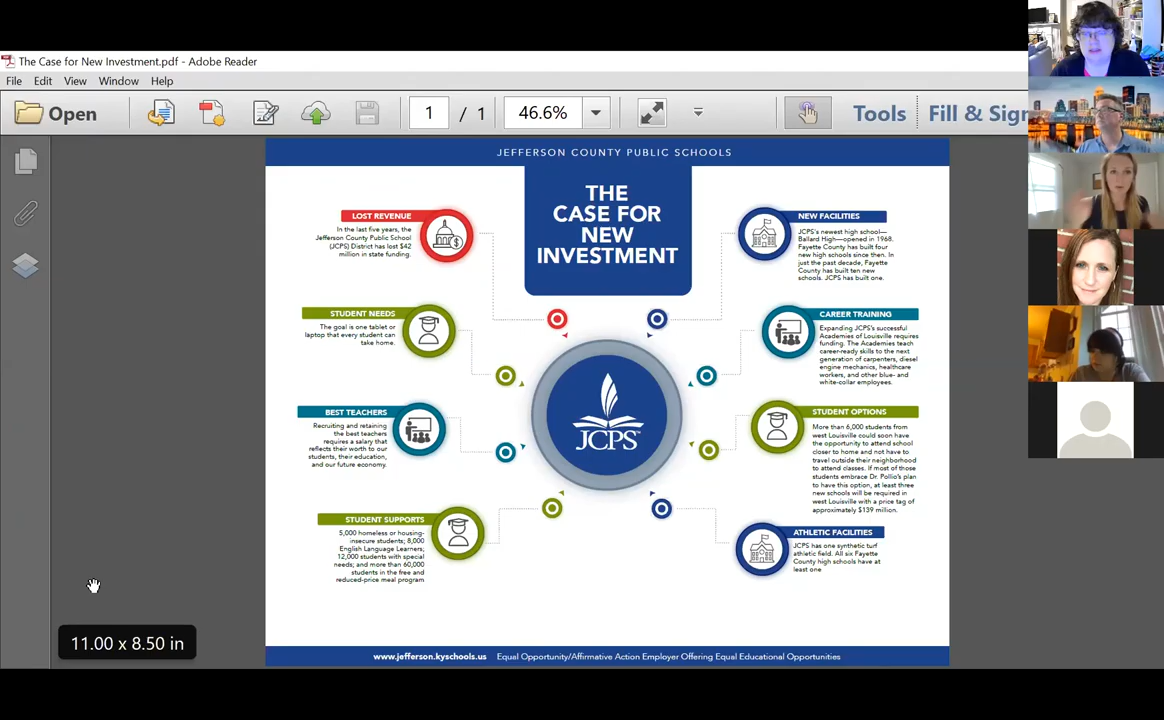 The Case for New Investment.pdf - Adobe Reader
File Edit View Window Help
Open
1 / 1
46.6%
Tools
Fill & Sign
JEFFERSON COUNTY PUBLIC SCHOOLS
THE
CASE FOR
NEW
INVESTMENT
LOST REVENUE
In the last five years, the
Jefferson County Public School
(JCPS) District has lost $42
million in state funding.
STUDENT NEEDS
The goal is one tablet or
laptop that every student can
take home.
BEST TEACHERS
Recruiting and retaining
the best teachers
requires a salary that
reflects their worth to our
students, their education,
and our future economy.
STUDENT SUPPORTS
5,000 homeless or housing-
insecure students; 8,000
English Language Learners;
12,000 students with special
needs; and more than 60,000
students in the free and
reduced-price meal program
JCPS
NEW FACILITIES
JCPS's newest high school—
Ballard High—opened in 1968.
Fayette County has built four
new high schools since then. In
just the past decade, Fayette
County has built ten new
schools. JCPS has built one.
CAREER TRAINING
Expanding JCPS's successful
Academies of Louisville requires
funding. The Academies teach
career-ready skills to the next
generation of carpenters, diesel
engine mechanics, healthcare
workers, and other blue- and
white-collar employees.
STUDENT OPTIONS
More than 6,000 students from
west Louisville could soon have
the opportunity to attend school
closer to home and not have to
travel outside their neighborhood
to attend classes. If most of those
students embrace Dr. Pollio's plan
to have this option, at least three
new schools will be required in
west Louisville with a price tag of
approximately $139 million.
ATHLETIC FACILITIES
JCPS has one synthetic turf
athletic field. All six Fayette
County high schools have at
least one
11.00 x 8.50 in
www.jefferson.kyschools.us Equal Opportunity/Affirmative Action Employer Offering Equal Educational Opportunities